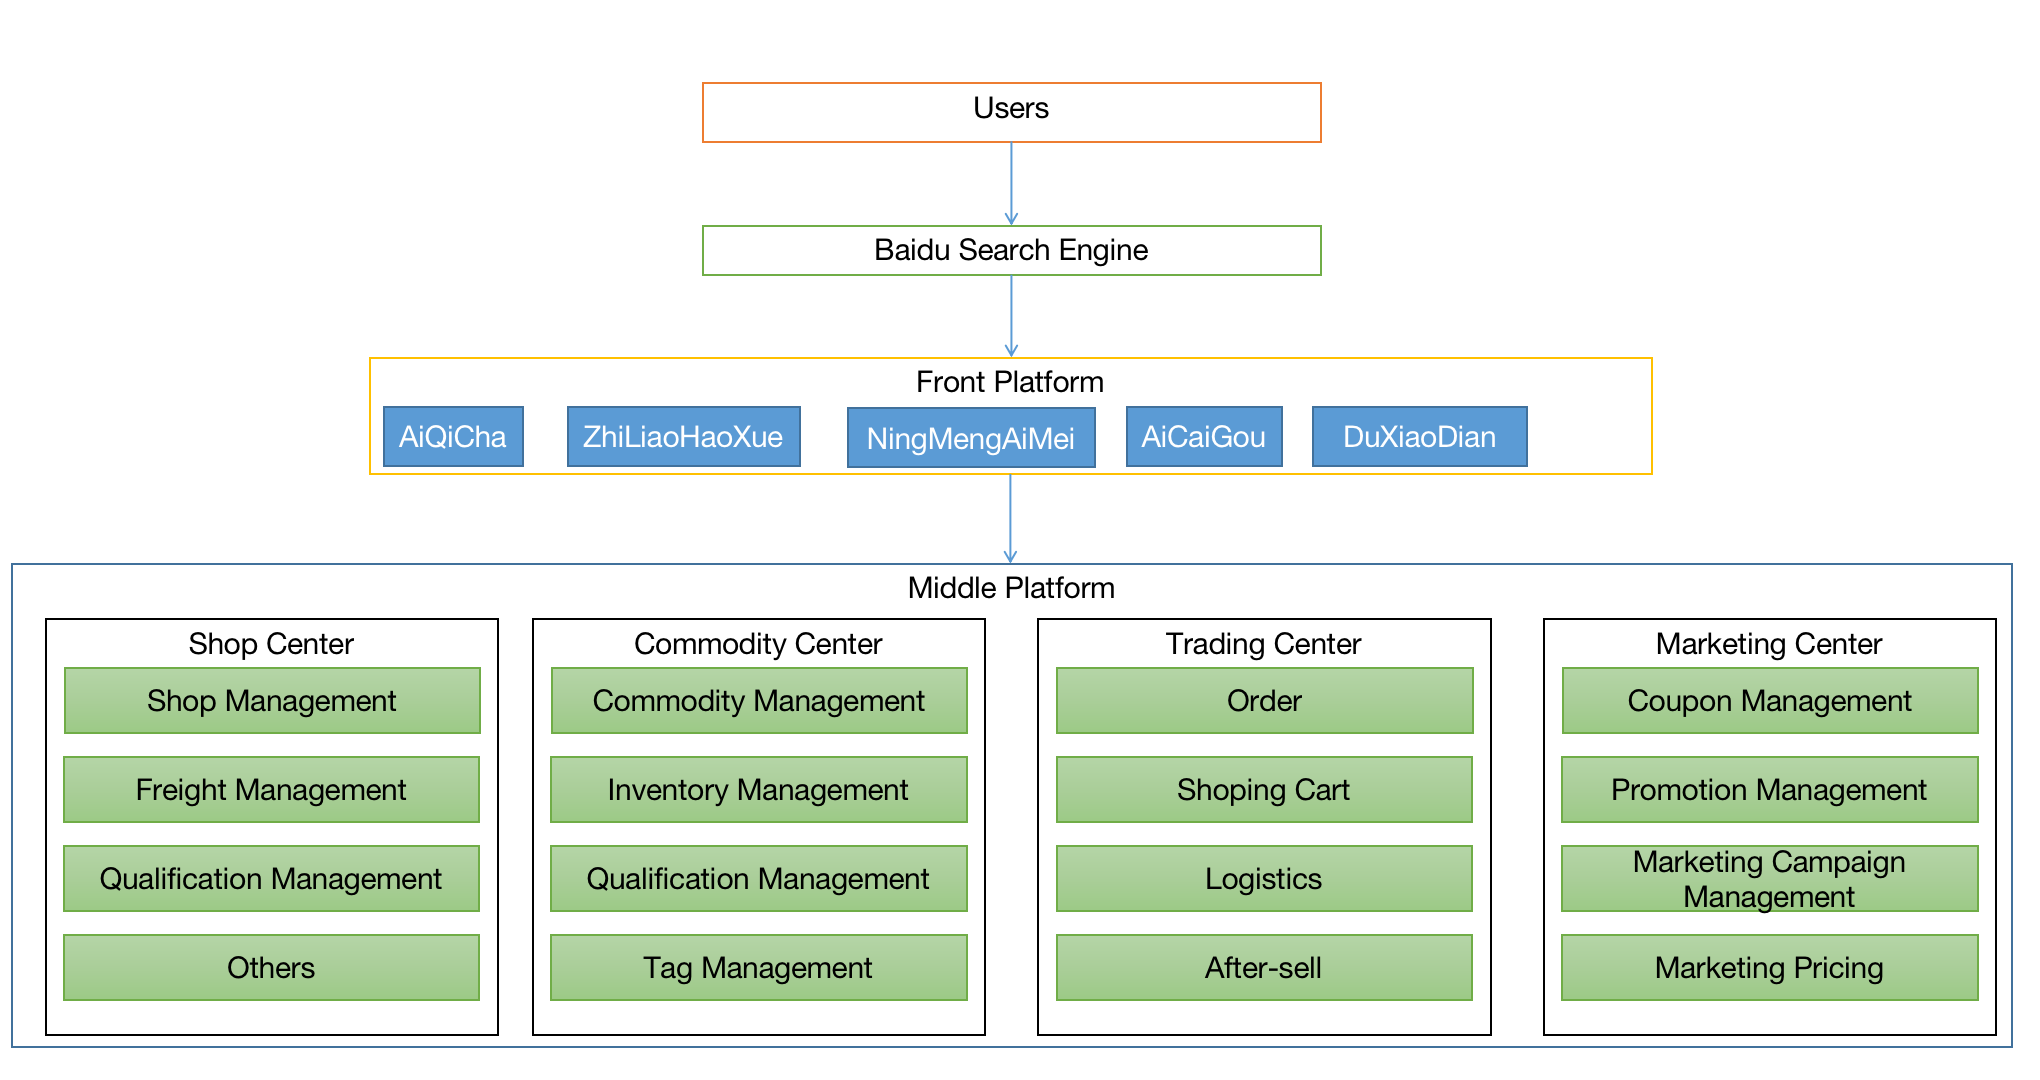 Users
Baidu Search Engine
Front Platform
AiQiCha
ZhiLiaoHaoXue
NingMengAiMei
AiCaiGou
DuXiaoDian
Middle Platform
Shop Center
Shop Management
Freight Management
Qualification Management
Others
Commodity Center
Commodity Management
Inventory Management
Qualification Management
Tag Management
Trading Center
Order
Shoping Cart
Logistics
After-sell
Marketing Center
Coupon Management
Promotion Management
Marketing Campaign
Management
Marketing Pricing